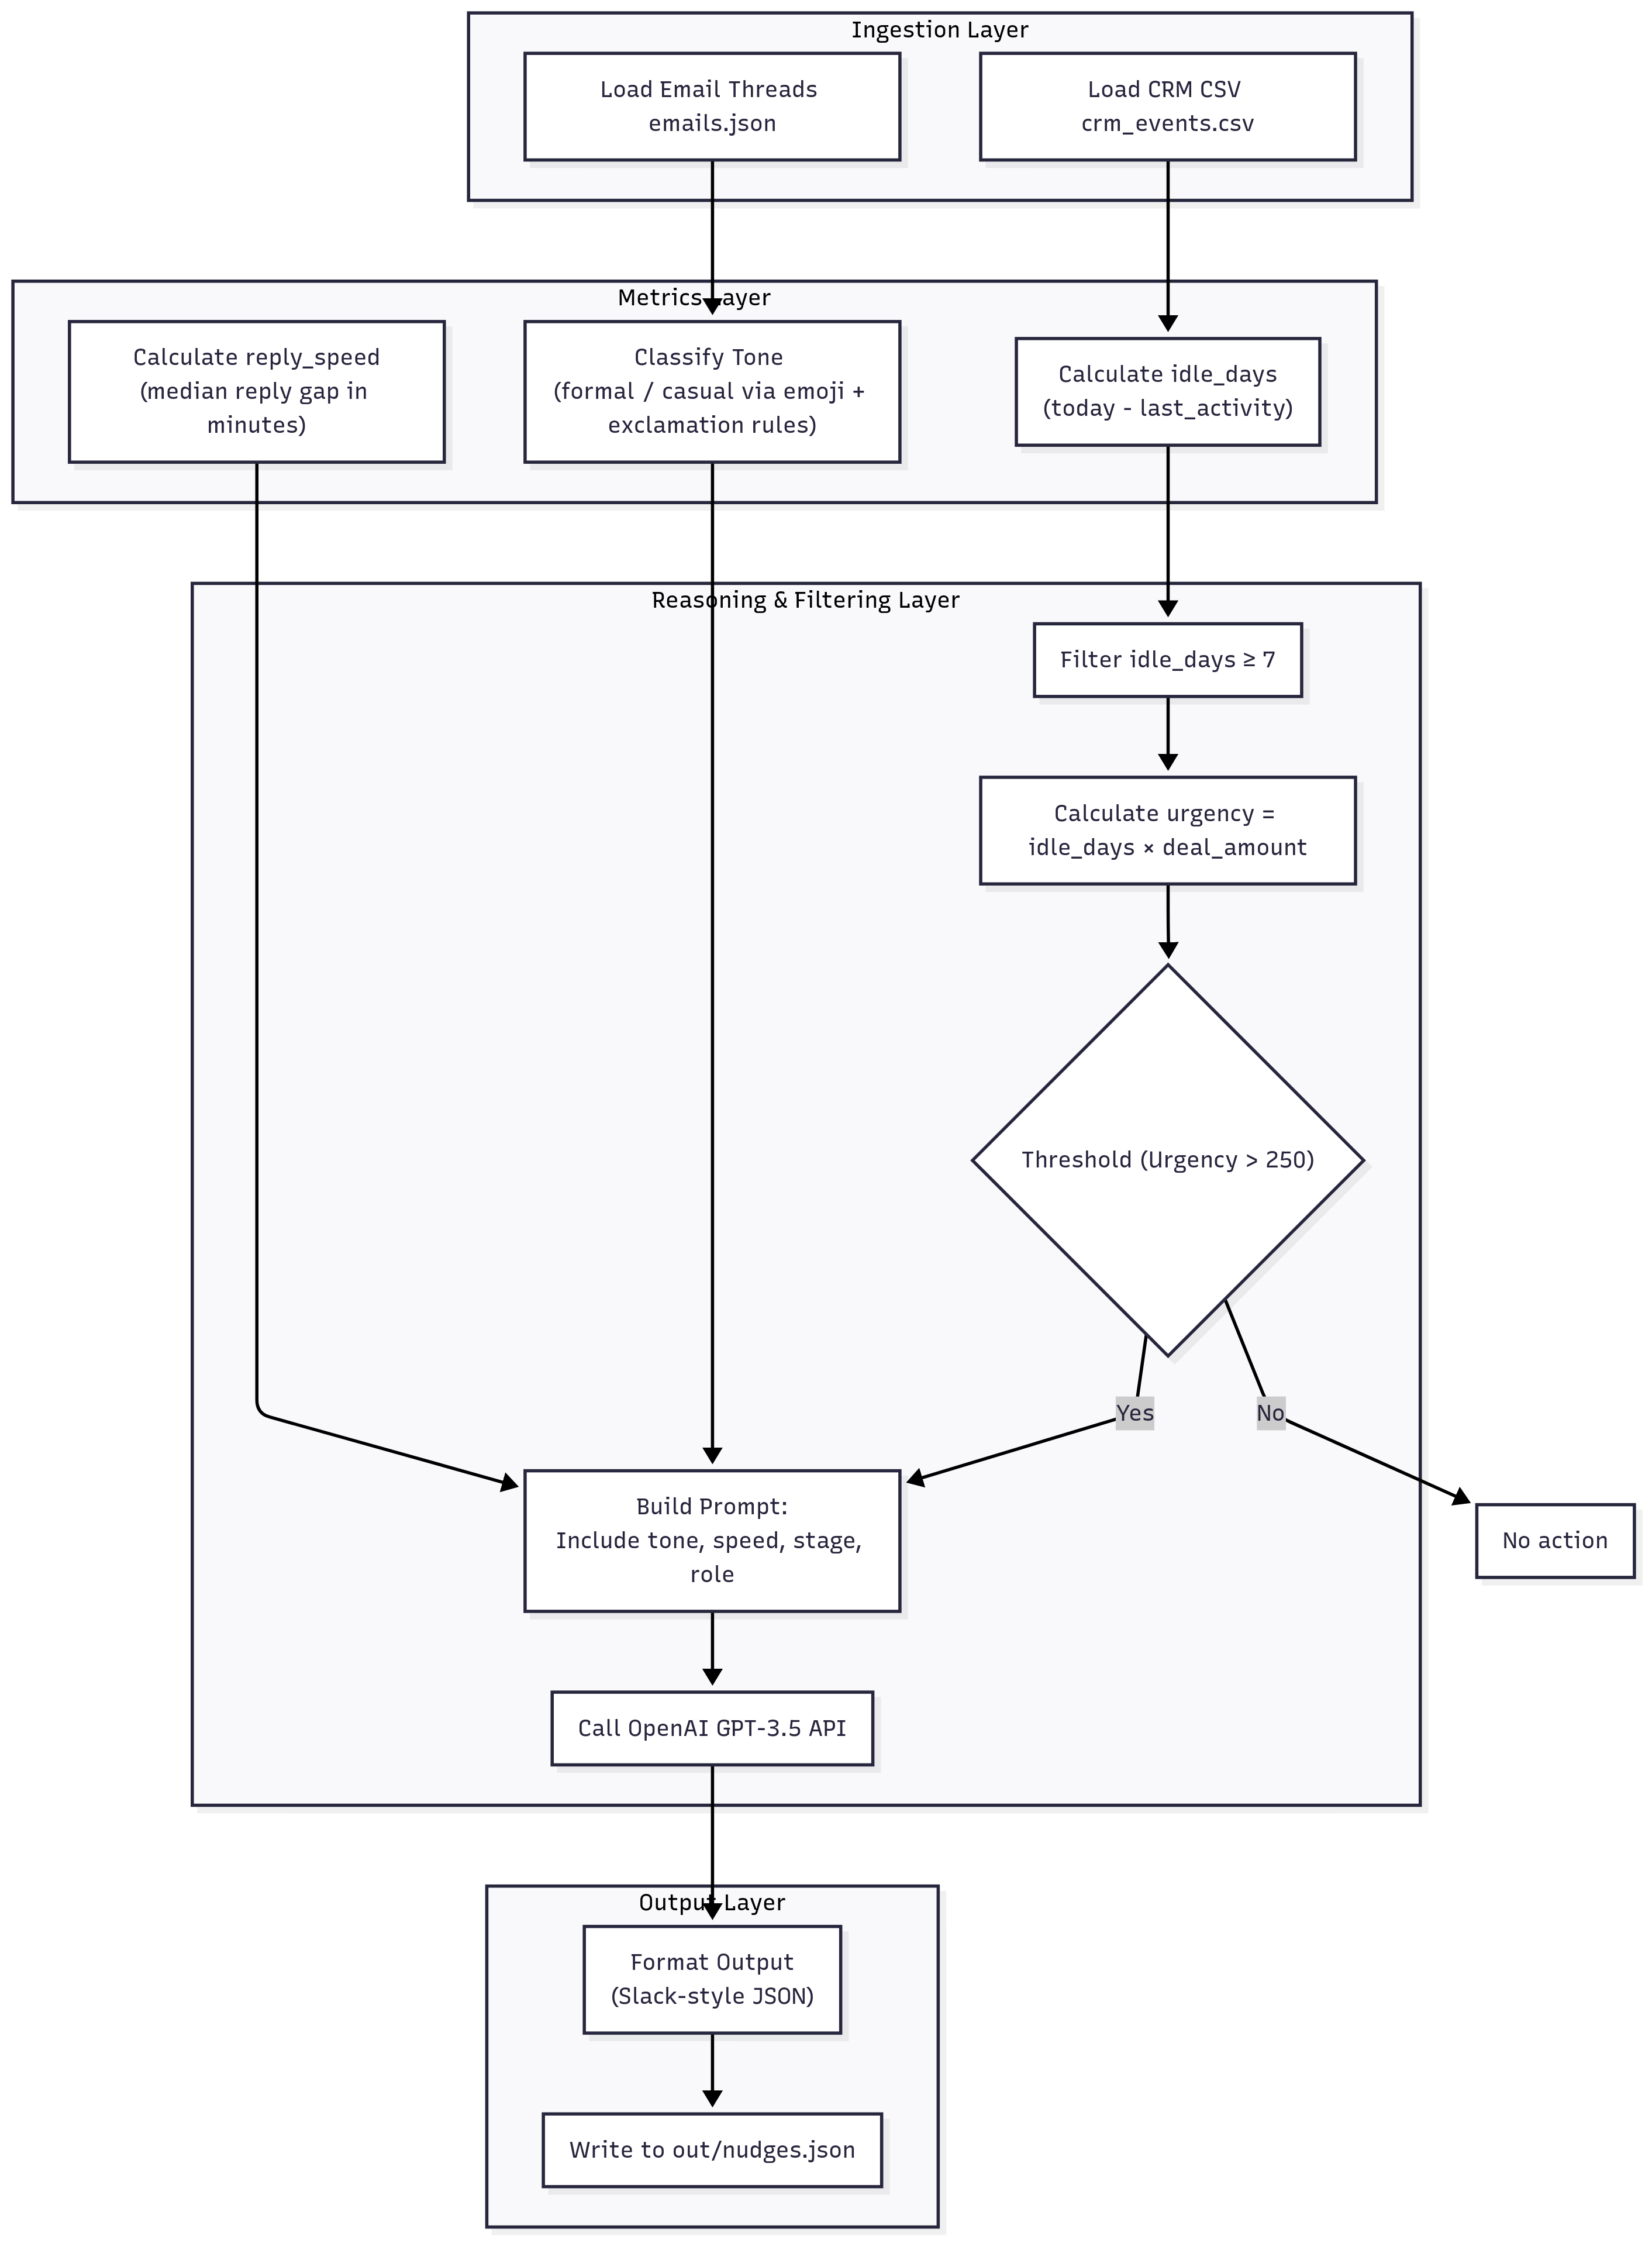 Ingestion Layer
Load Email Threads
emails.json
Load CRM CSV
crm_events.csv
Metrics Layer
Calculate reply_speed
(median reply gap in
minutes)
Classify Tone
(formal / casual via emoji +
exclamation rules)
Calculate idle_days
(today - last_activity)
Reasoning & Filtering Layer
Filter idle_days ≥ 7
Calculate urgency =
idle_days × deal_amount
Threshold (Urgency > 250)
Yes
No
Build Prompt:
Include tone, speed, stage,
role
No action
Call OpenAI GPT-3.5 API
Output Layer
Format Output
(Slack-style JSON)
Write to out/nudges.json